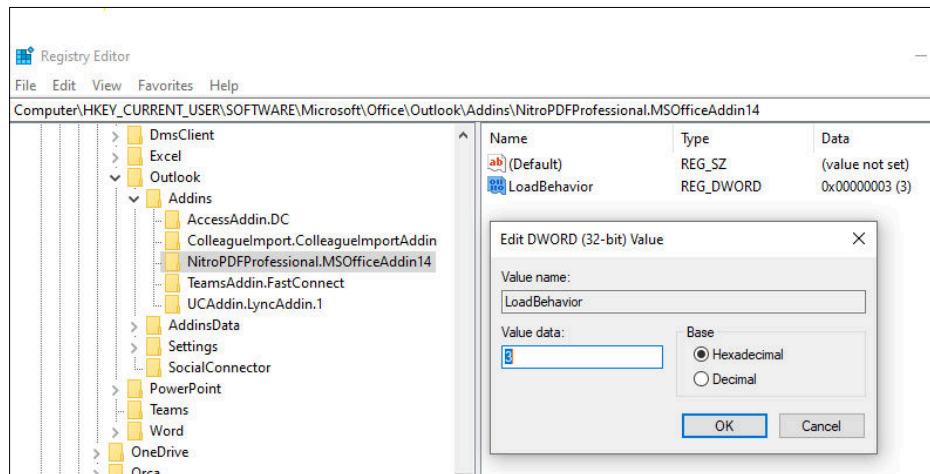 Registry Editor
File Edit View Favorites Help
Computer\HKEY_CURRENT_USER\SOFTWARE\Microsoft\Office\Outlook\Addins\NitroPDFProfessional.MSOfficeAddin14
DmsClient
Excel
Outlook
Addins
AccessAddin.DC
ColleagueImport.ColleagueImportAddin
NitroPDFProfessional.MSOfficeAddin14
TeamsAddin.FastConnect
UCAddin.LyncAddin.1
AddinsData
Settings
SocialConnector
PowerPoint
Teams
Word
OneDrive
Orca
Name Type Data
ab (Default) REG_SZ (value not set)
LoadBehavior REG_DWORD 0x00000003 (3)
Edit DWORD (32-bit) Value
Value name:
LoadBehavior
Value data:
3
Base
Hexadecimal
Decimal
OK Cancel